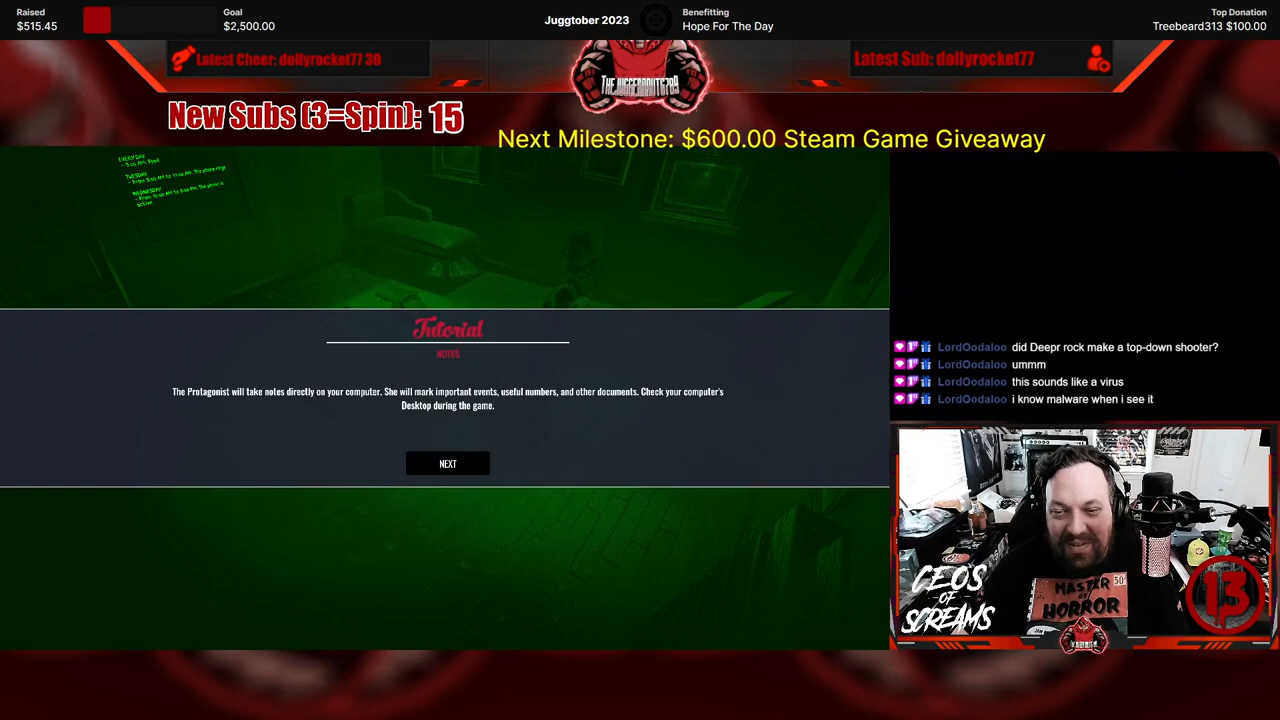 Raised
$515.45
Goal
$2,500.00
Juggtober 2023
Benefitting
Hope For The Day
Top Donation
Treebeard313 $100.00
Latest Cheer: dollyrocket77 30
THEJUGGERNAUT6789
Latest Sub: dollyrocket77
New Subs (3=Spin): 15
Next Milestone: $600.00 Steam Game Giveaway
EVERY DAY
TUESDAY
WEDNESDAY
Tutorial
NOTES
The Protagonist will take notes directly on your computer. She will mark important events, useful numbers, and other documents. Check your computer's
Desktop during the game.
NEXT
LordOodaloo did Deepr rock make a top-down shooter?
LordOodaloo ummm
LordOodaloo this sounds like a virus
LordOodaloo i know malware when i see it
CEOS
OF
SCREAMS
MASTER
OF
HORROR
13